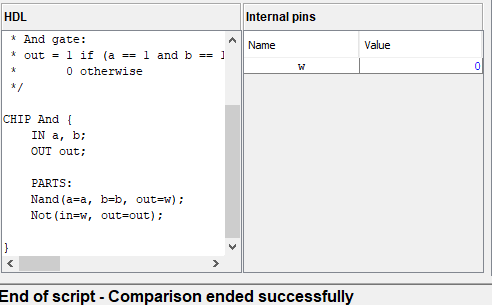 HDL
Internal pins
* And gate:
* out = 1 if (a == 1 and b == 1
*       0 otherwise
*/
CHIP And {
IN a, b;
OUT out;
PARTS:
Nand(a=a, b=b, out=w);
Not(in=w, out=out);
}
Name Value
w 0
End of script - Comparison ended successfully